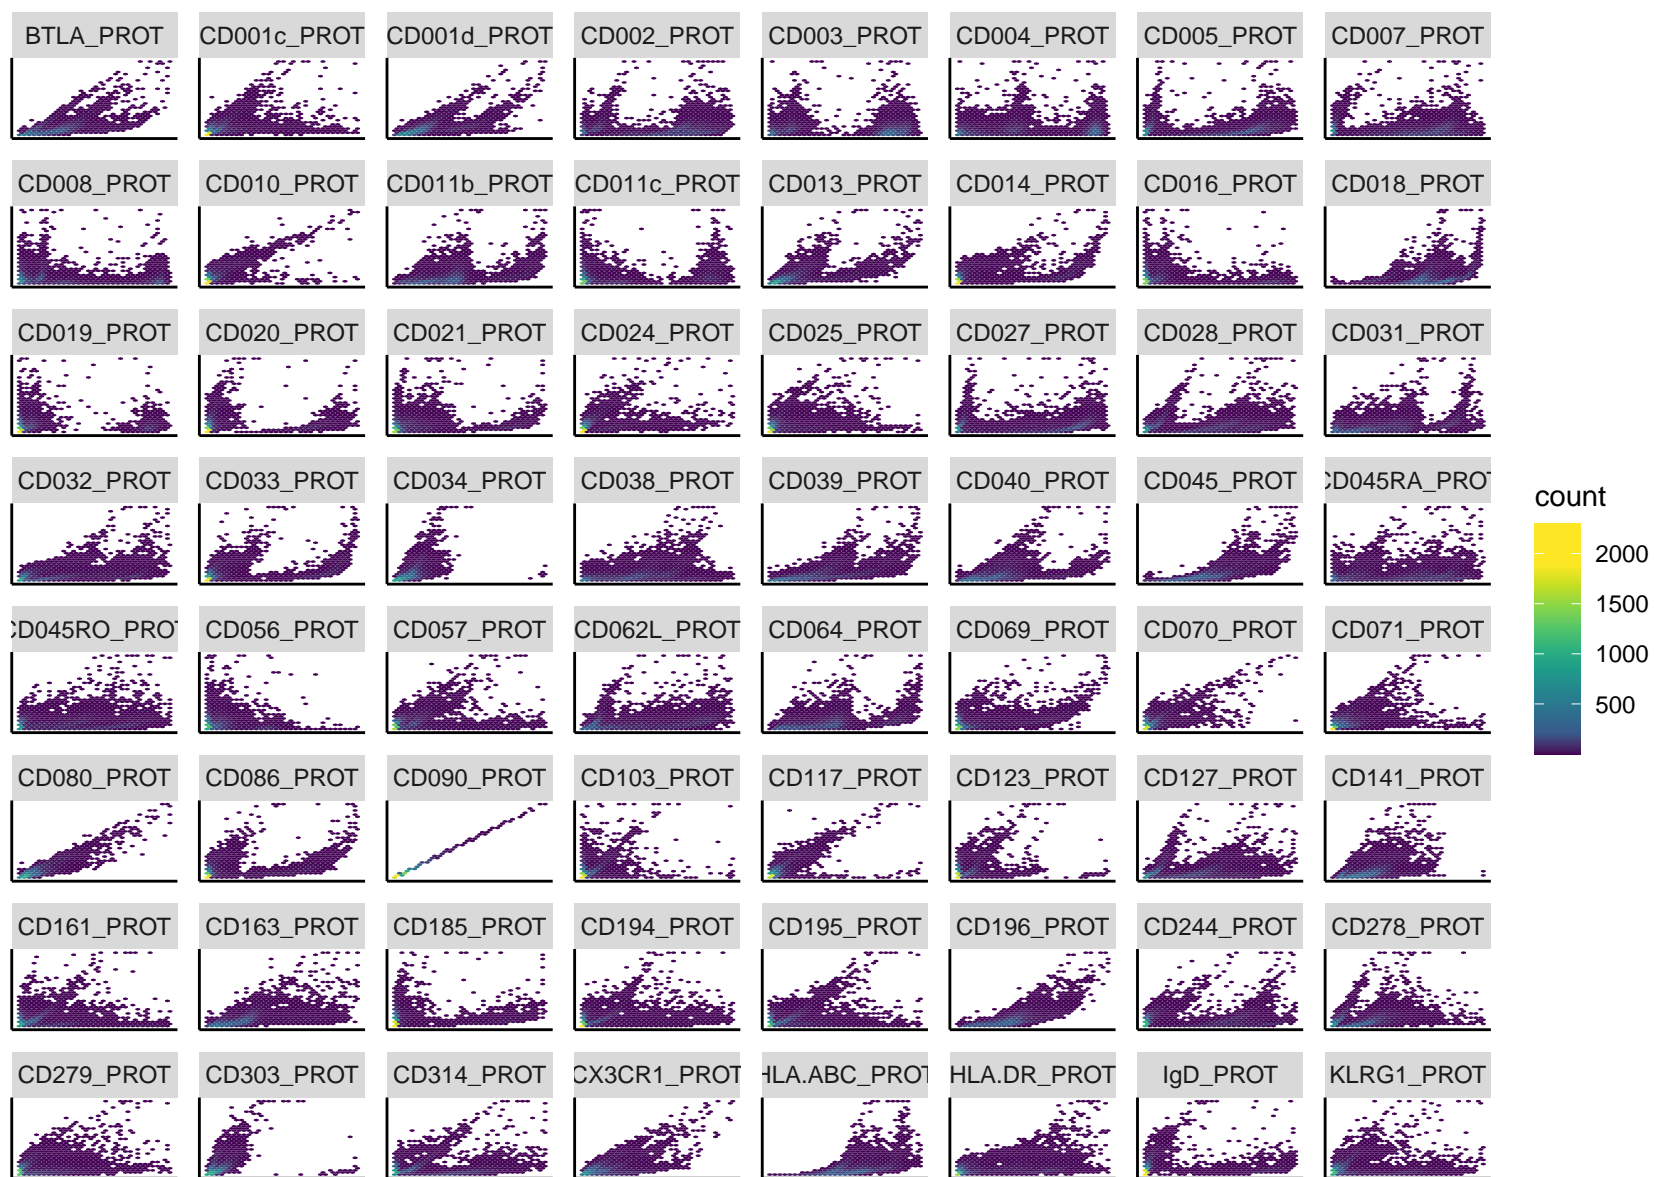 BTLA_PROT CD001c_PROT CD001d_PROT CD002_PROT CD003_PROT CD004_PROT CD005_PROT CD007_PROT
CD008_PROT CD010_PROT CD011b_PROT CD011c_PROT CD013_PROT CD014_PROT CD016_PROT CD018_PROT
CD019_PROT CD020_PROT CD021_PROT CD024_PROT CD025_PROT CD027_PROT CD028_PROT CD031_PROT
CD032_PROT CD033_PROT CD034_PROT CD038_PROT CD039_PROT CD040_PROT CD045_PROT CD045RA_PROT
count
2000
1500
1000
500
CD045RO_PROT CD056_PROT CD057_PROT CD062L_PROT CD064_PROT CD069_PROT CD070_PROT CD071_PROT
CD080_PROT CD086_PROT CD090_PROT CD103_PROT CD117_PROT CD123_PROT CD127_PROT CD141_PROT
CD161_PROT CD163_PROT CD185_PROT CD194_PROT CD195_PROT CD196_PROT CD244_PROT CD278_PROT
CD279_PROT CD303_PROT CD314_PROT CX3CR1_PROT HLA.ABC_PROT HLA.DR_PROT IgD_PROT KLRG1_PROT